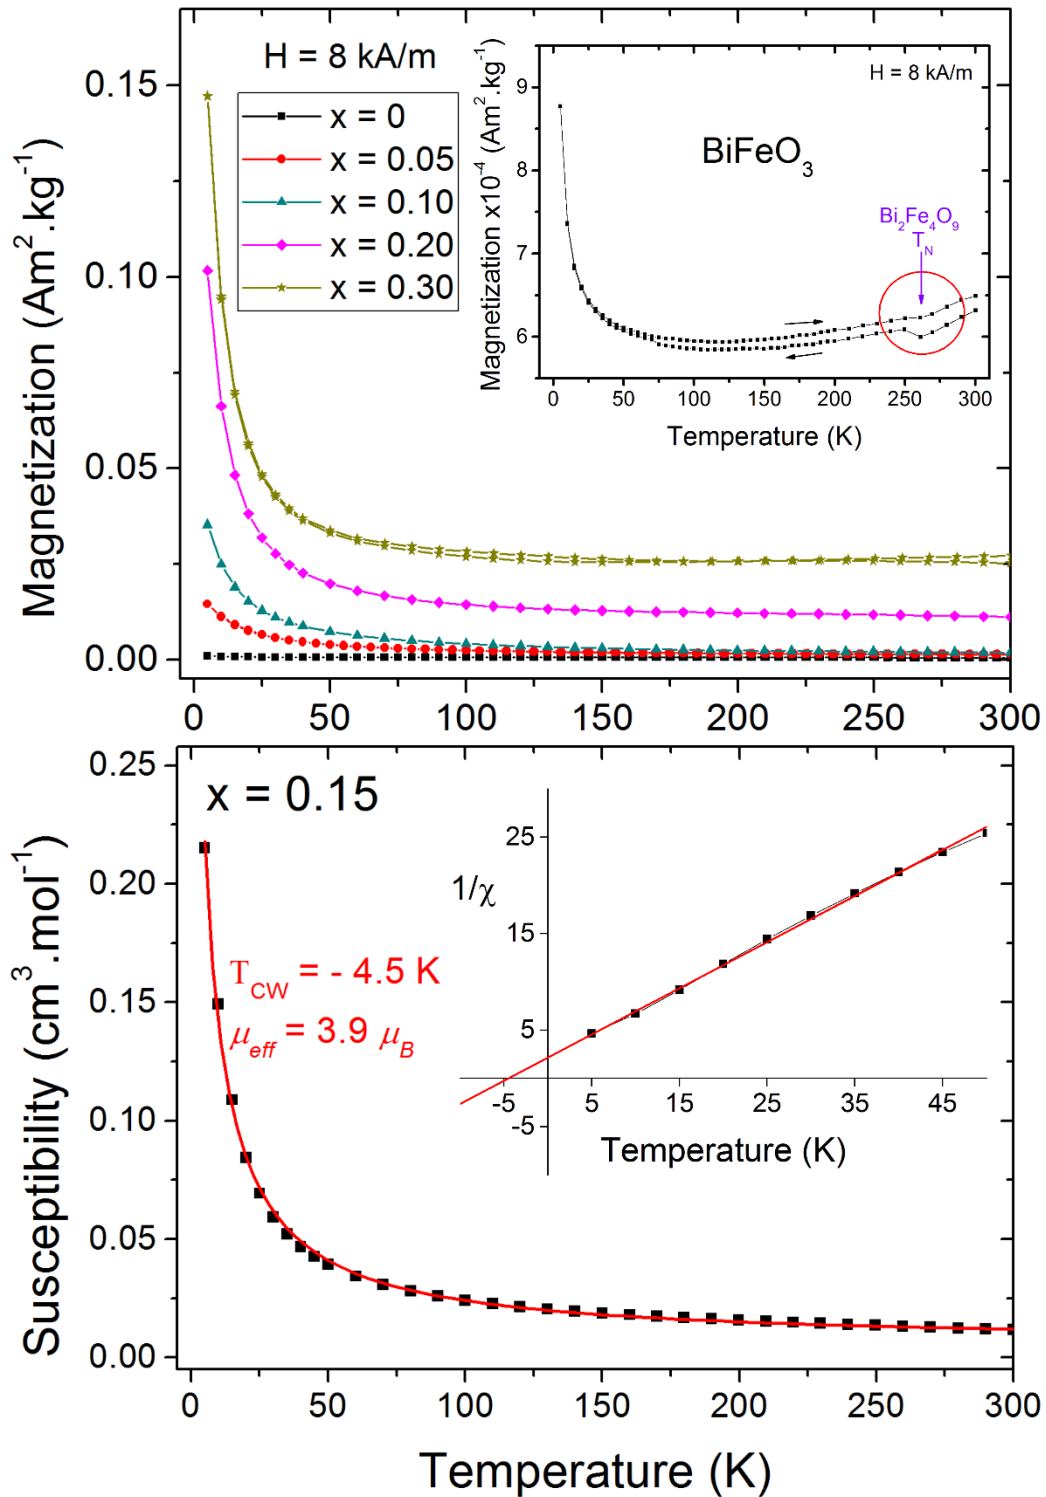 H = 8 kA/m
x = 0
x = 0.05
x = 0.10
x = 0.20
x = 0.30
0.15
0.10
0.05
0.00
Magnetization (Am².kg⁻¹)
0 50 100 150 200 250 300
H = 8 kA/m
BiFeO₃
Bi₂Fe₄O₉
T_N
9
8
7
6
Magnetization x10⁻⁴ (Am².kg⁻¹)
0 50 100 150 200 250 300
Temperature (K)
x = 0.15
T_CW = - 4.5 K
μ_eff = 3.9 μ_B
0.25
0.20
0.15
0.10
0.05
0.00
Susceptibility (cm³.mol⁻¹)
1/χ
25
15
5
-5
-5 5 15 25 35 45
Temperature (K)
0 50 100 150 200 250 300
Temperature (K)